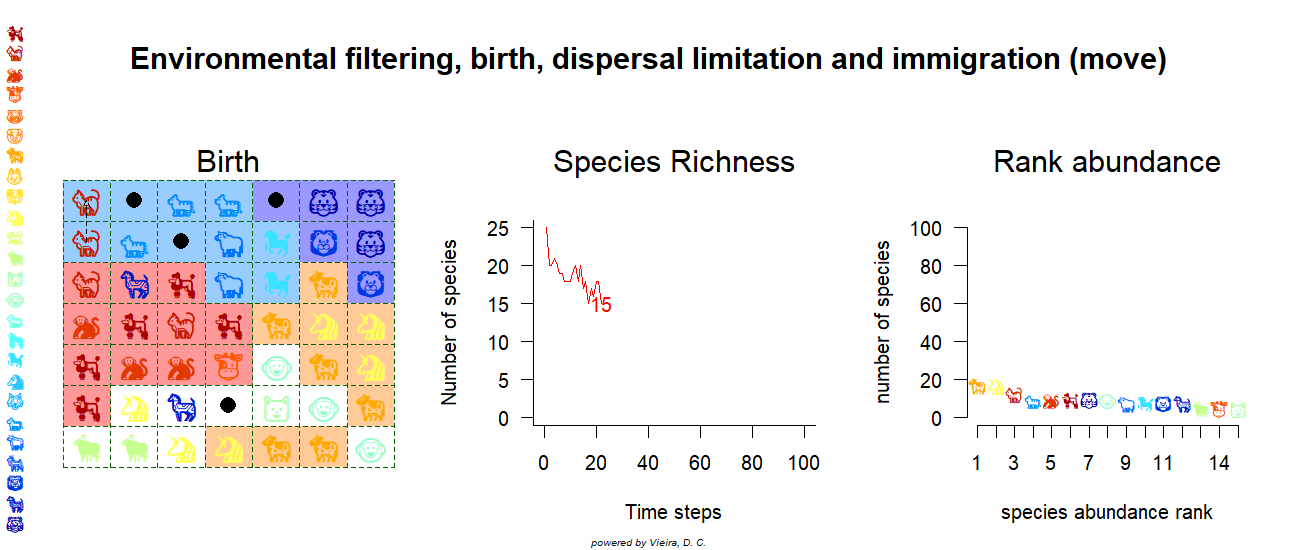 Environmental filtering, birth, dispersal limitation and immigration (move)
Birth
Species Richness
Number of species
25
20
15
10
5
0
15
0 20 40 60 80 100
Time steps
Rank abundance
number of species
100
80
60
40
20
0
1 3 5 7 9 11 14
species abundance rank
powered by Vieira, D. C.